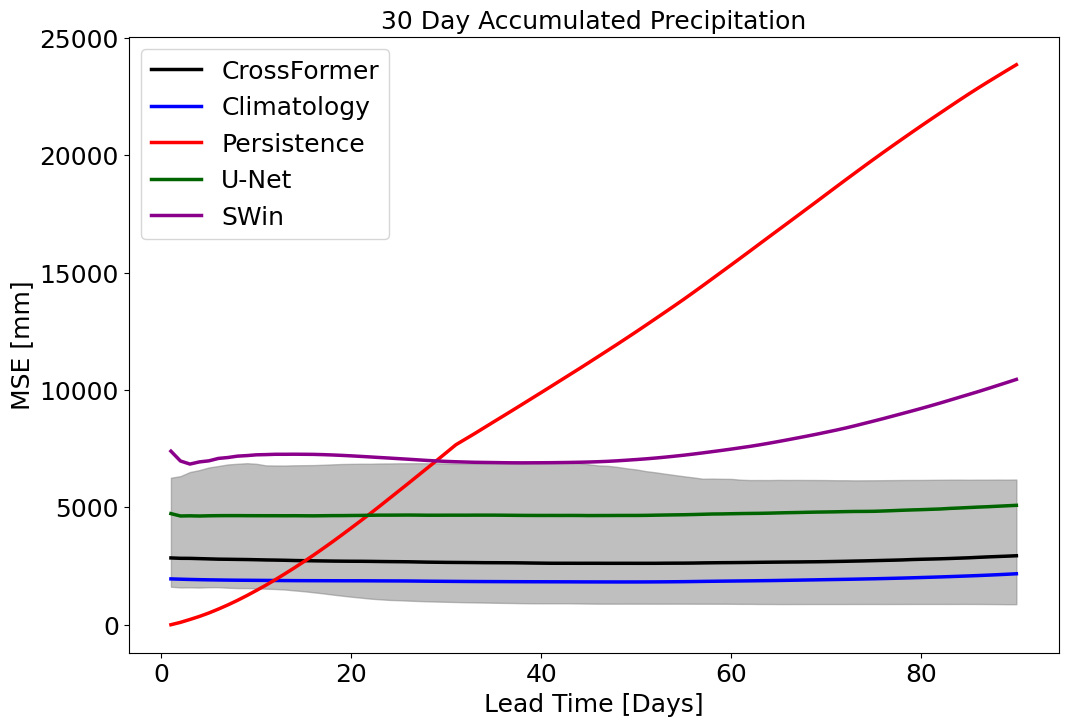 30 Day Accumulated Precipitation
25000
20000
15000
10000
5000
0
MSE [mm]
CrossFormer
Climatology
Persistence
U-Net
SWin
0 20 40 60 80
Lead Time [Days]